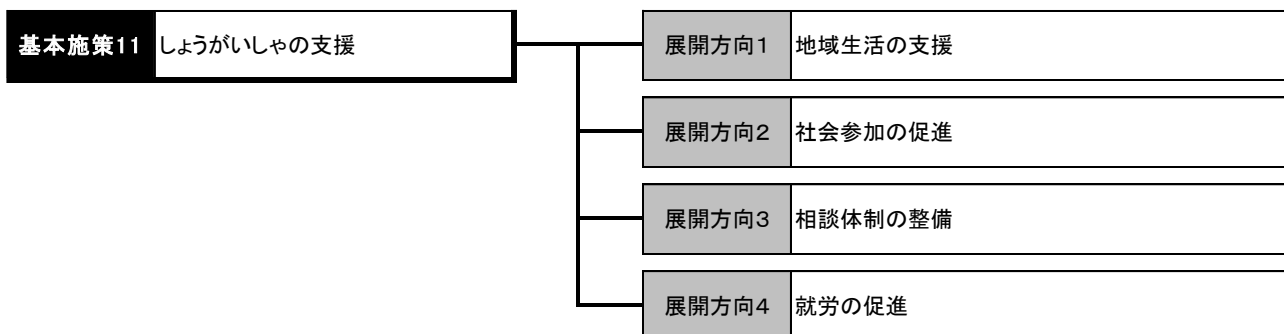 基本施策11 しょうがいしゃの支援
展開方向1 地域生活の支援
展開方向2 社会参加の促進
展開方向3 相談体制の整備
展開方向4 就労の促進